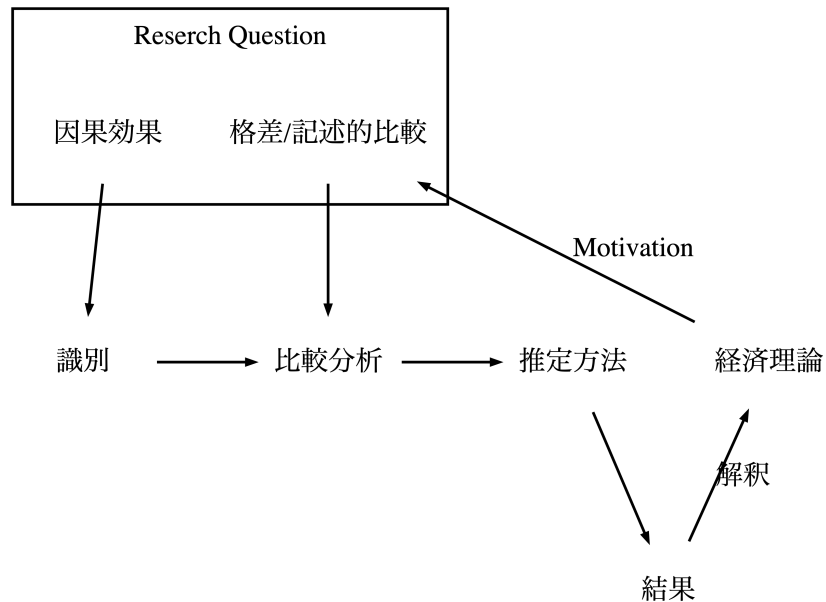 Reserch Question
因果効果
格差/記述的比較
Motivation
識別
比較分析
推定方法
経済理論
解釈
結果